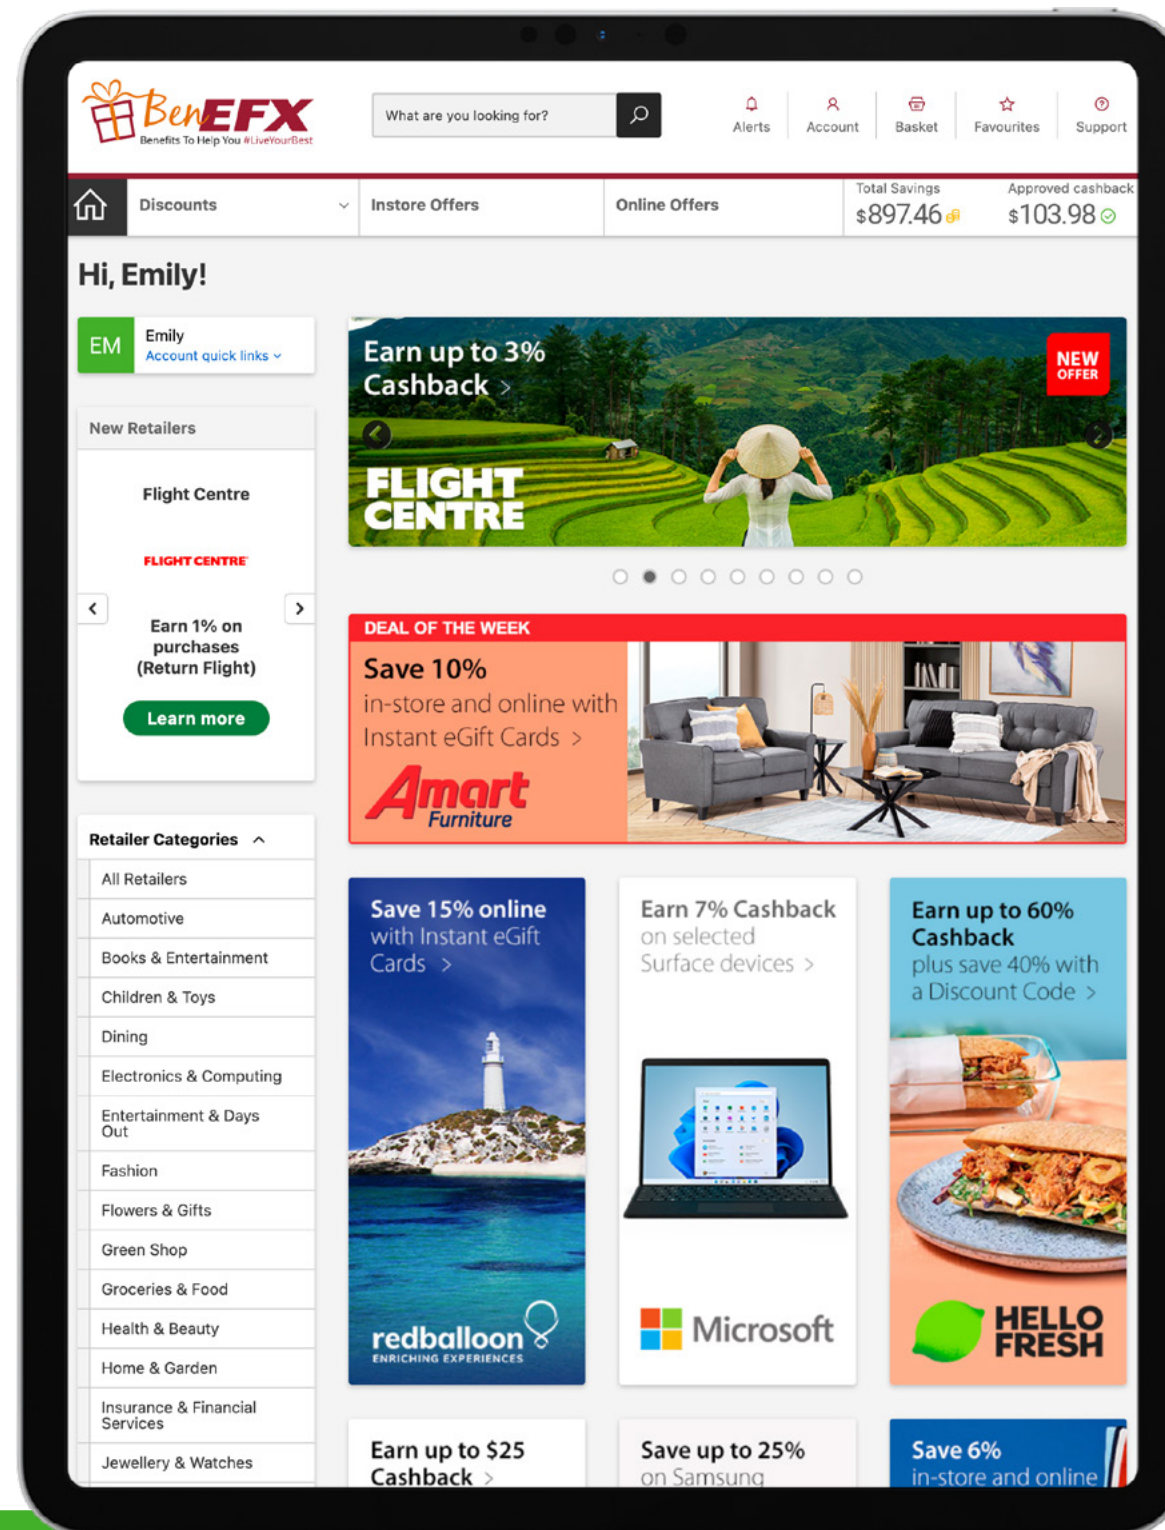 BenEFX
Benefits To Help You #LiveYourBest
What are you looking for?
Alerts
Account
Basket
Favourites
Support
Discounts
Instore Offers
Online Offers
Total Savings
$897.46
Approved cashback
$103.98
Hi, Emily!
EM
Emily
Account quick links
New Retailers
Flight Centre
FLIGHT CENTRE
Earn 1% on
purchases
(Return Flight)
Learn more
Retailer Categories
All Retailers
Automotive
Books & Entertainment
Children & Toys
Dining
Electronics & Computing
Entertainment & Days
Out
Fashion
Flowers & Gifts
Green Shop
Groceries & Food
Health & Beauty
Home & Garden
Insurance & Financial
Services
Jewellery & Watches
Earn up to 3%
Cashback >
NEW
OFFER
FLIGHT
CENTRE
DEAL OF THE WEEK
Save 10%
in-store and online with
Instant eGift Cards >
Amart
Furniture
Save 15% online
with Instant eGift
Cards >
redballoon
ENRICHING EXPERIENCES
Earn 7% Cashback
on selected
Surface devices >
Microsoft
Earn up to 60%
Cashback
plus save 40% with
a Discount Code >
HELLO
FRESH
Earn up to $25
Cashback >
Save up to 25%
on Samsung
Save 6%
in-store and online